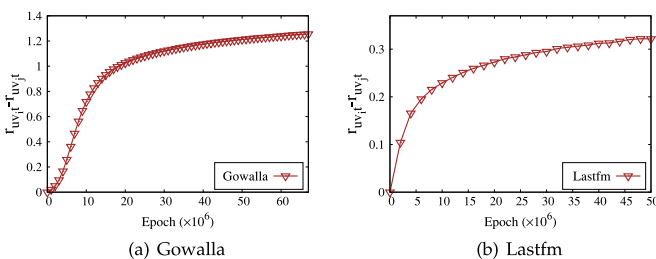 1.4
1.2
1
0.8
0.6
0.4
0.2
0
0 10 20 30 40 50 60
r_{uv_i t}-r_{uv_j t}
Epoch (×10^6)
Gowalla
(a) Gowalla
0.3
0.2
0.1
0
0 5 10 15 20 25 30 35 40 45 50
r_{uv_i t}-r_{uv_j t}
Epoch (×10^6)
Lastfm
(b) Lastfm